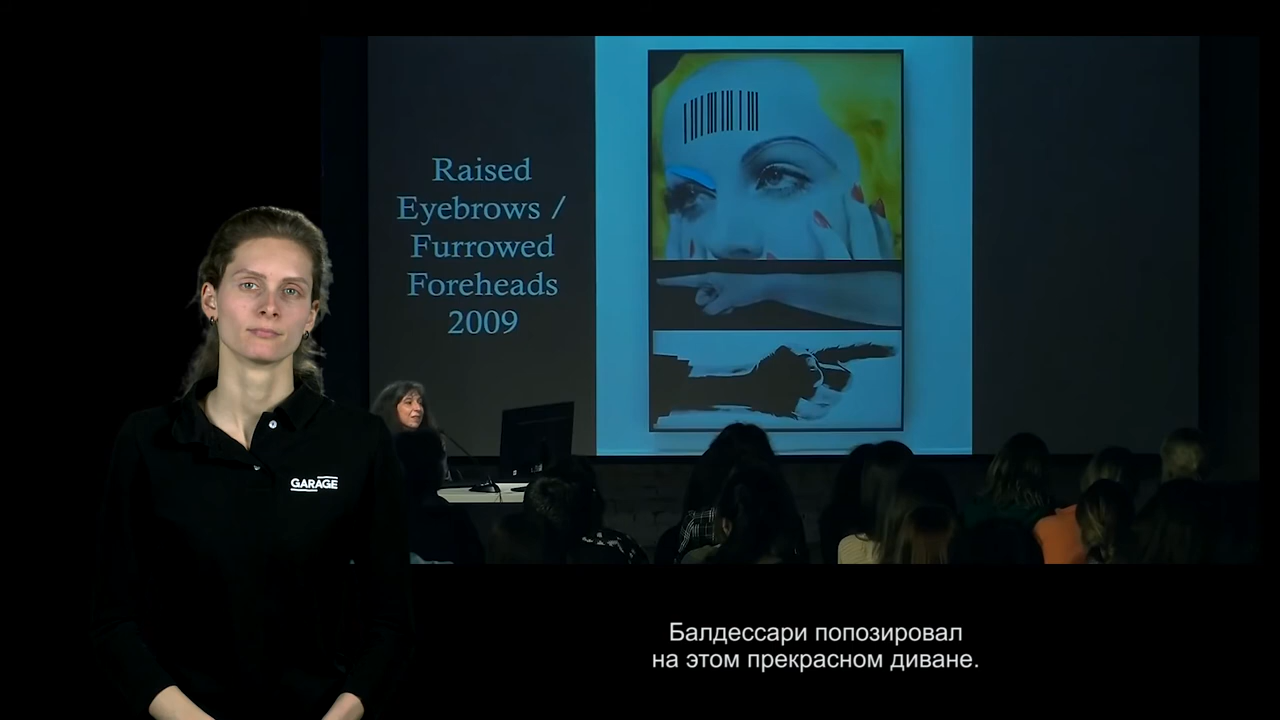 Raised
Eyebrows /
Furrowed
Foreheads
2009
GARAGE
Балдессари попозировал
на этом прекрасном диване.